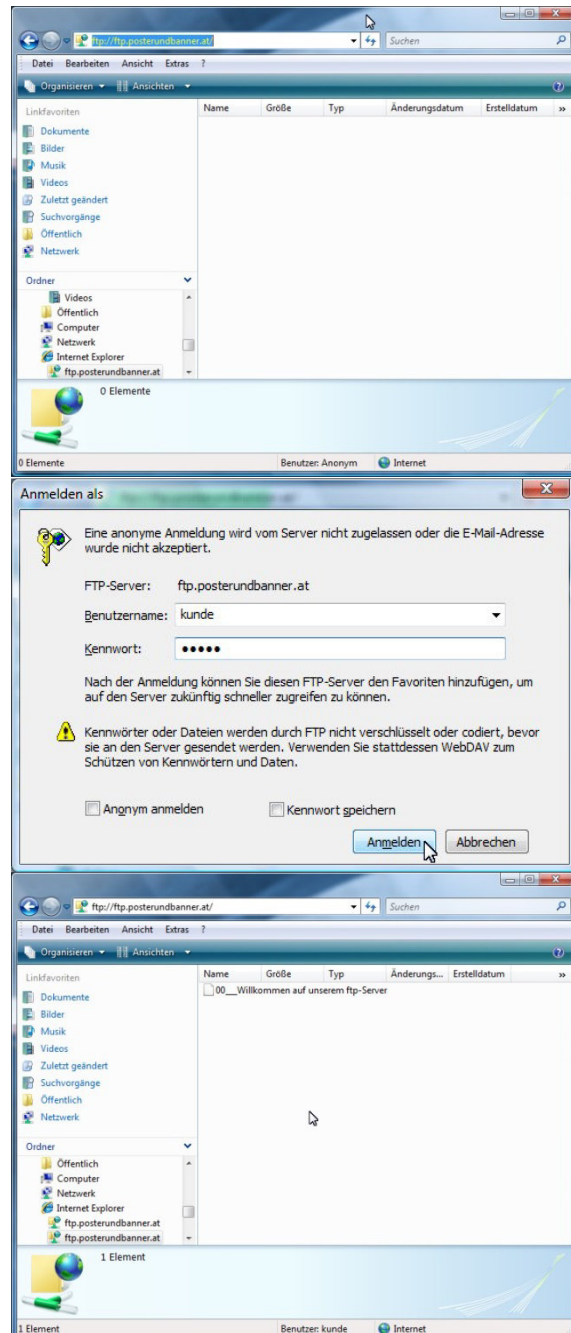 ftp://ftp.posterundbanner.at/
Suchen
Datei Bearbeiten Ansicht Extras ?
Organisieren Ansichten
Linkfavoriten
Name Größe Typ Änderungsdatum Erstelldatum »
Dokumente
Bilder
Musik
Videos
Zuletzt geändert
Suchvorgänge
Öffentlich
Netzwerk
Ordner
Videos
Öffentlich
Computer
Netzwerk
Internet Explorer
ftp.posterundbanner.at
0 Elemente
0 Elemente Benutzer: Anonym Internet
Anmelden als
Eine anonyme Anmeldung wird vom Server nicht zugelassen oder die E-Mail-Adresse
wurde nicht akzeptiert.
FTP-Server: ftp.posterundbanner.at
Benutzername: kunde
Kennwort: •••••
Nach der Anmeldung können Sie diesen FTP-Server den Favoriten hinzufügen, um
auf den Server zukünftig schneller zugreifen zu können.
Kennwörter oder Dateien werden durch FTP nicht verschlüsselt oder codiert, bevor
sie an den Server gesendet werden. Verwenden Sie stattdessen WebDAV zum
Schützen von Kennwörtern und Daten.
Anonym anmelden Kennwort speichern
Anmelden Abbrechen
ftp://ftp.posterundbanner.at/
Suchen
Datei Bearbeiten Ansicht Extras ?
Organisieren Ansichten
Linkfavoriten
Name Größe Typ Änderungs... Erstelldatum »
00__Willkommen auf unserem ftp-Server
Dokumente
Bilder
Musik
Videos
Zuletzt geändert
Suchvorgänge
Öffentlich
Netzwerk
Ordner
Öffentlich
Computer
Netzwerk
Internet Explorer
ftp.posterundbanner.at
ftp.posterundbanner.at
1 Element
1 Element Benutzer: kunde Internet